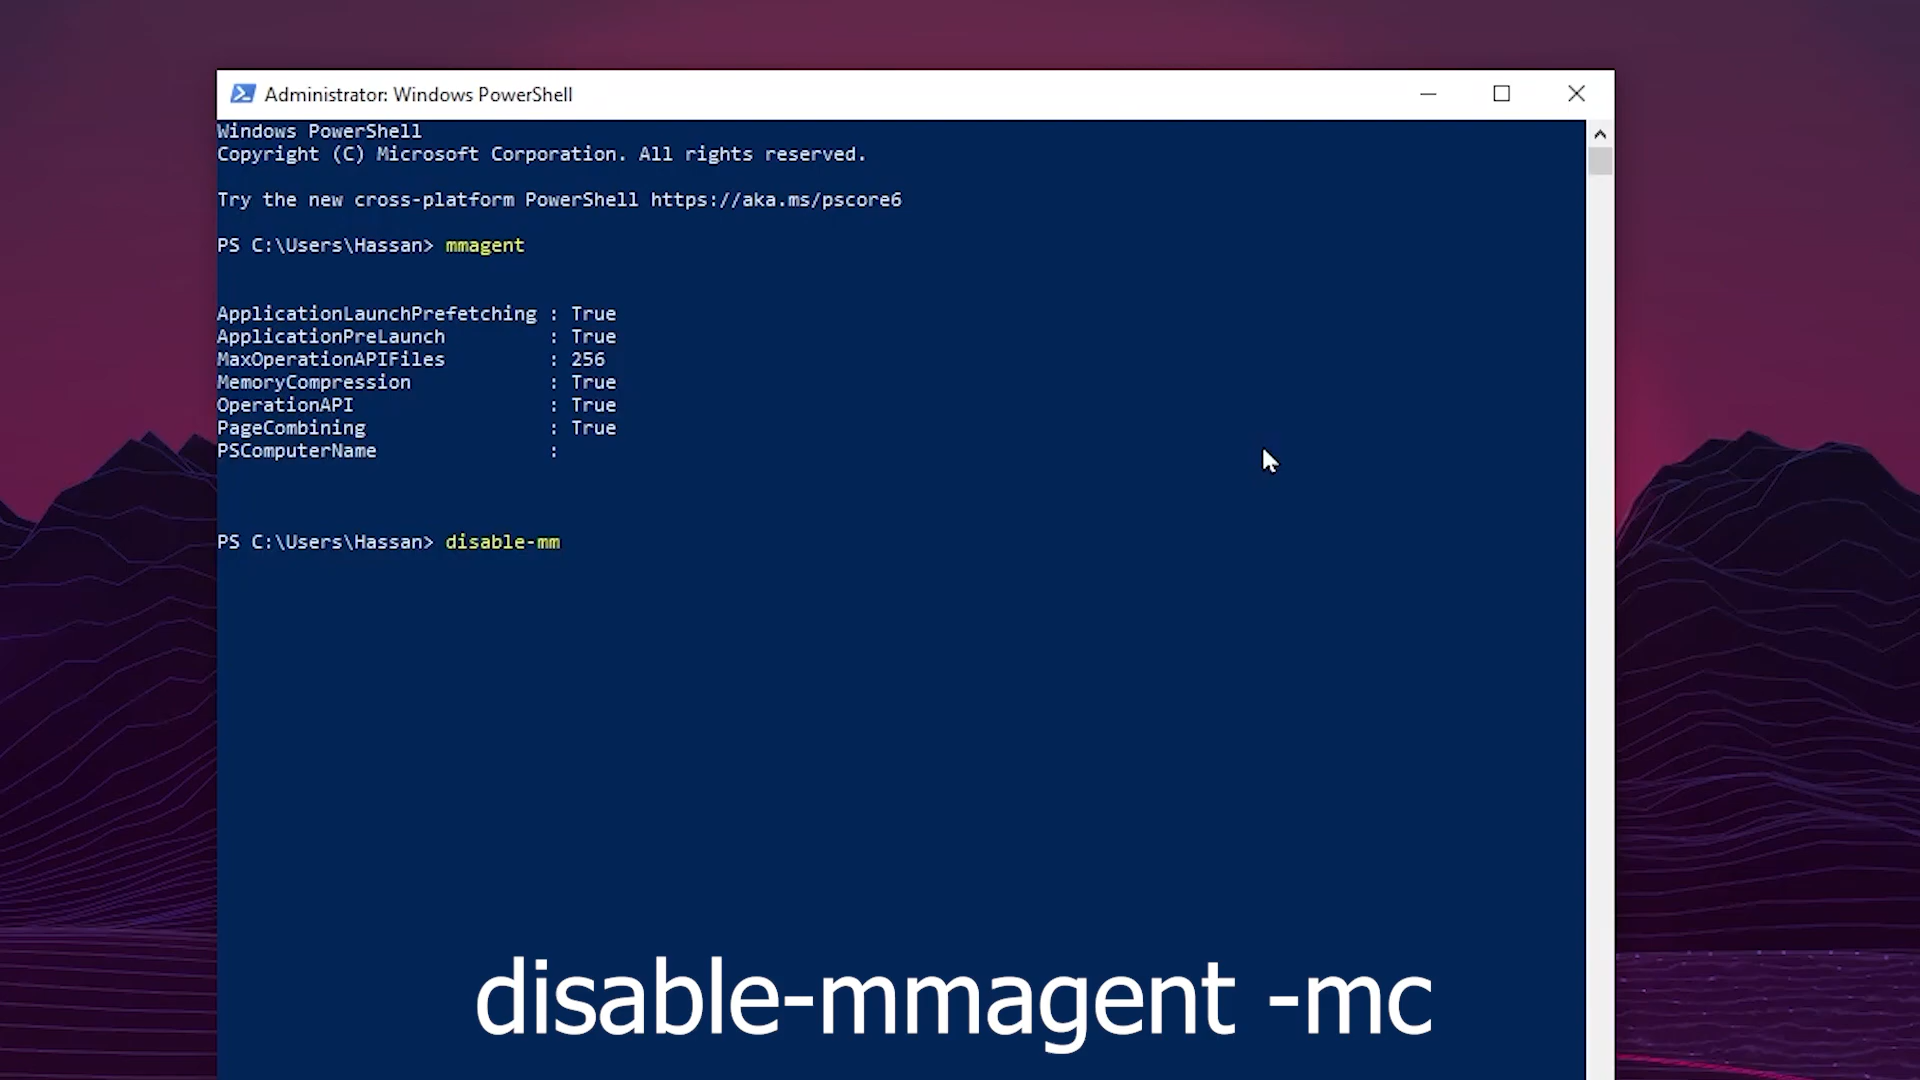 Administrator: Windows PowerShell
Windows PowerShell
Copyright (C) Microsoft Corporation. All rights reserved.
Try the new cross-platform PowerShell https://aka.ms/pscore6
PS C:\Users\Hassan> mmagent
ApplicationLaunchPrefetching : True
ApplicationPreLaunch         : True
MaxOperationAPIFiles         : 256
MemoryCompression            : True
OperationAPI                 : True
PageCombining                : True
PSComputerName               :
PS C:\Users\Hassan> disable-mm
disable-mmagent -mc